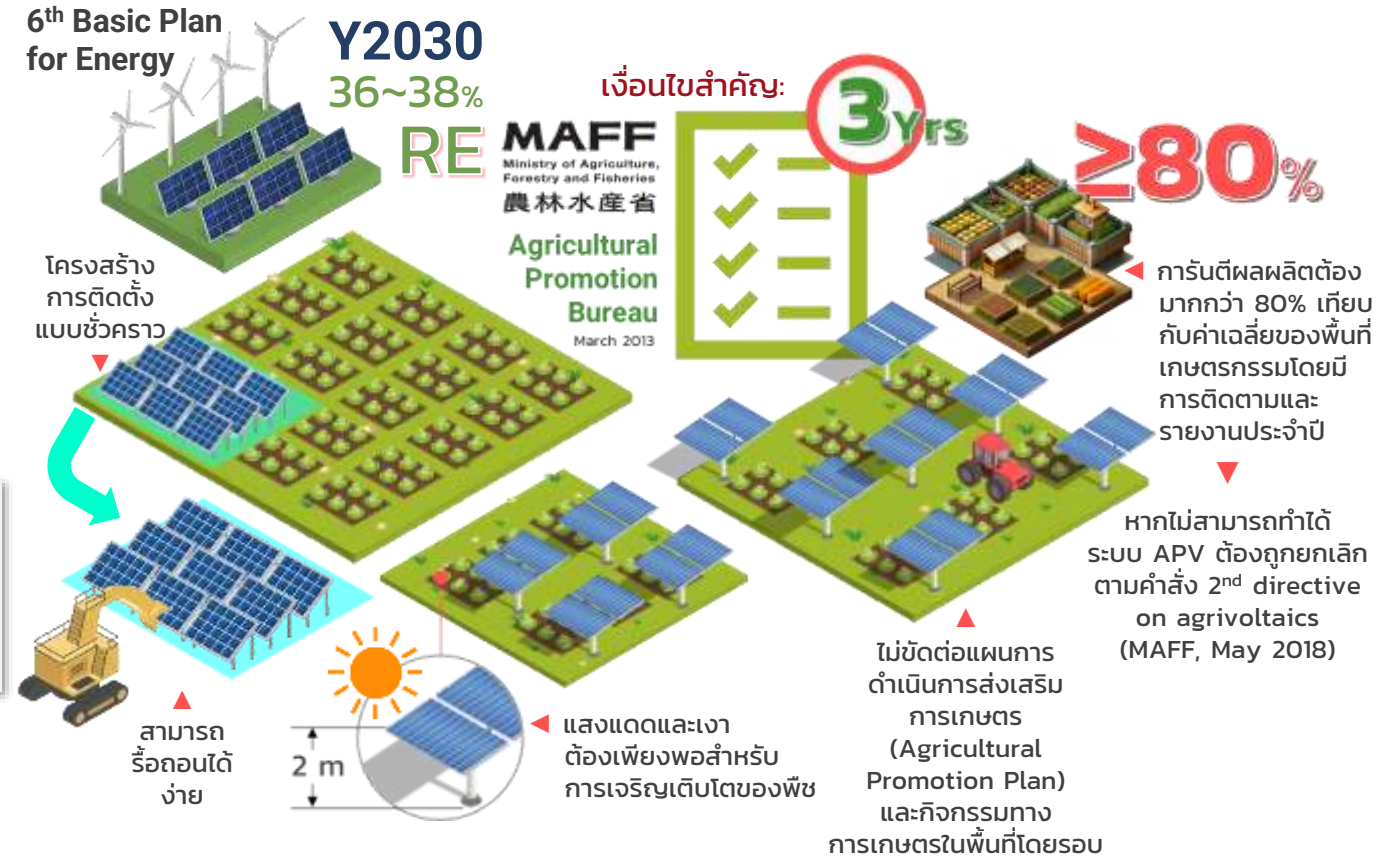 6th Basic Plan
for Energy
Y2030
36~38%
RE
เงื่อนไขสำคัญ:
3Yrs
MAFF
Ministry of Agriculture,
Forestry and Fisheries
農林水産省
Agricultural
Promotion
Bureau
March 2013
≥80%
โครงสร้าง
การติดตั้ง
แบบชั่วคราว
การันตีผลผลิตต้อง
มากกว่า 80% เทียบ
กับค่าเฉลี่ยของพื้นที่
เกษตรกรรมโดยมี
การติดตามและ
รายงานประจำปี
หากไม่สามารถทำได้
ระบบ APV ต้องถูกยกเลิก
ตามคำสั่ง 2nd directive
on agrivoltaics
(MAFF, May 2018)
สามารถ
รื้อถอนได้
ง่าย
2 m
แสงแดดและเงา
ต้องเพียงพอสำหรับ
การเจริญเติบโตของพืช
ไม่ขัดต่อแผนการ
ดำเนินการส่งเสริม
การเกษตร
(Agricultural
Promotion Plan)
และกิจกรรมทาง
การเกษตรในพื้นที่โดยรอบ